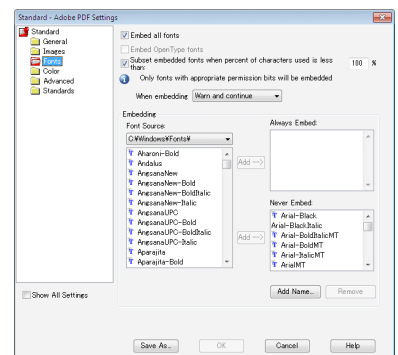 Standard - Adobe PDF Settings
Standard
General
Images
Fonts
Color
Advanced
Standards
Show All Settings
Embed all fonts
Embed OpenType fonts
Subset embedded fonts when percent of characters used is less than:
100 %
Only fonts with appropriate permission bits will be embedded
When embedding: Warn and continue
Embedding
Font Source:
C:¥Windows¥Fonts¥
Aharoni-Bold
Andalus
AngsanaNew
AngsanaNew-Bold
AngsanaNew-BoldItalic
AngsanaNew-Italic
AngsanaUPC
AngsanaUPC-Bold
AngsanaUPC-BoldItalic
AngsanaUPC-Italic
Aparajita
Aparajita-Bold
Add -->
Add -->
Always Embed:
Never Embed:
Arial-Black
Arial-BlackItalic
Arial-BoldItalicMT
Arial-BoldMT
Arial-ItalicMT
ArialMT
Add Name...
Remove
Save As...
OK
Cancel
Help